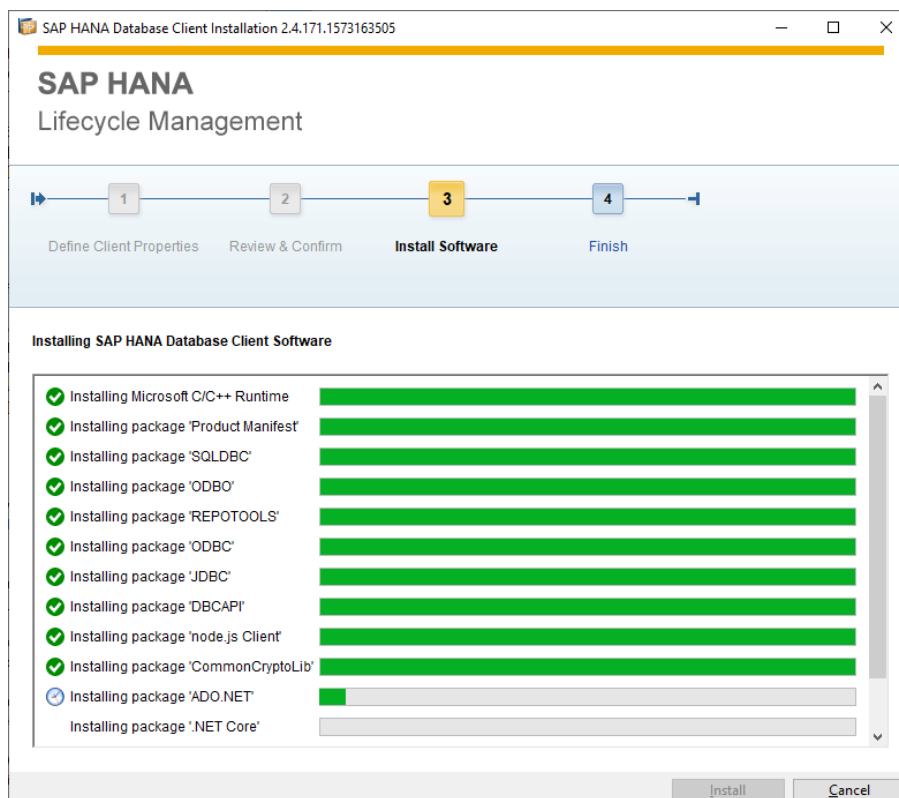 SAP HANA Database Client Installation 2.4.171.1573163505
SAP HANA
Lifecycle Management
1 2 3 4
Define Client Properties Review & Confirm Install Software Finish
Installing SAP HANA Database Client Software
Installing Microsoft C/C++ Runtime
Installing package 'Product Manifest'
Installing package 'SQLDBC'
Installing package 'ODBO'
Installing package 'REPOTOOLS'
Installing package 'ODBC'
Installing package 'JDBC'
Installing package 'DBCAPI'
Installing package 'node.js Client'
Installing package 'CommonCryptoLib'
Installing package 'ADO.NET'
Installing package '.NET Core'
Install Cancel